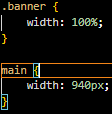 .banner {
    width: 100%;
}

main {
    width: 940px;
}